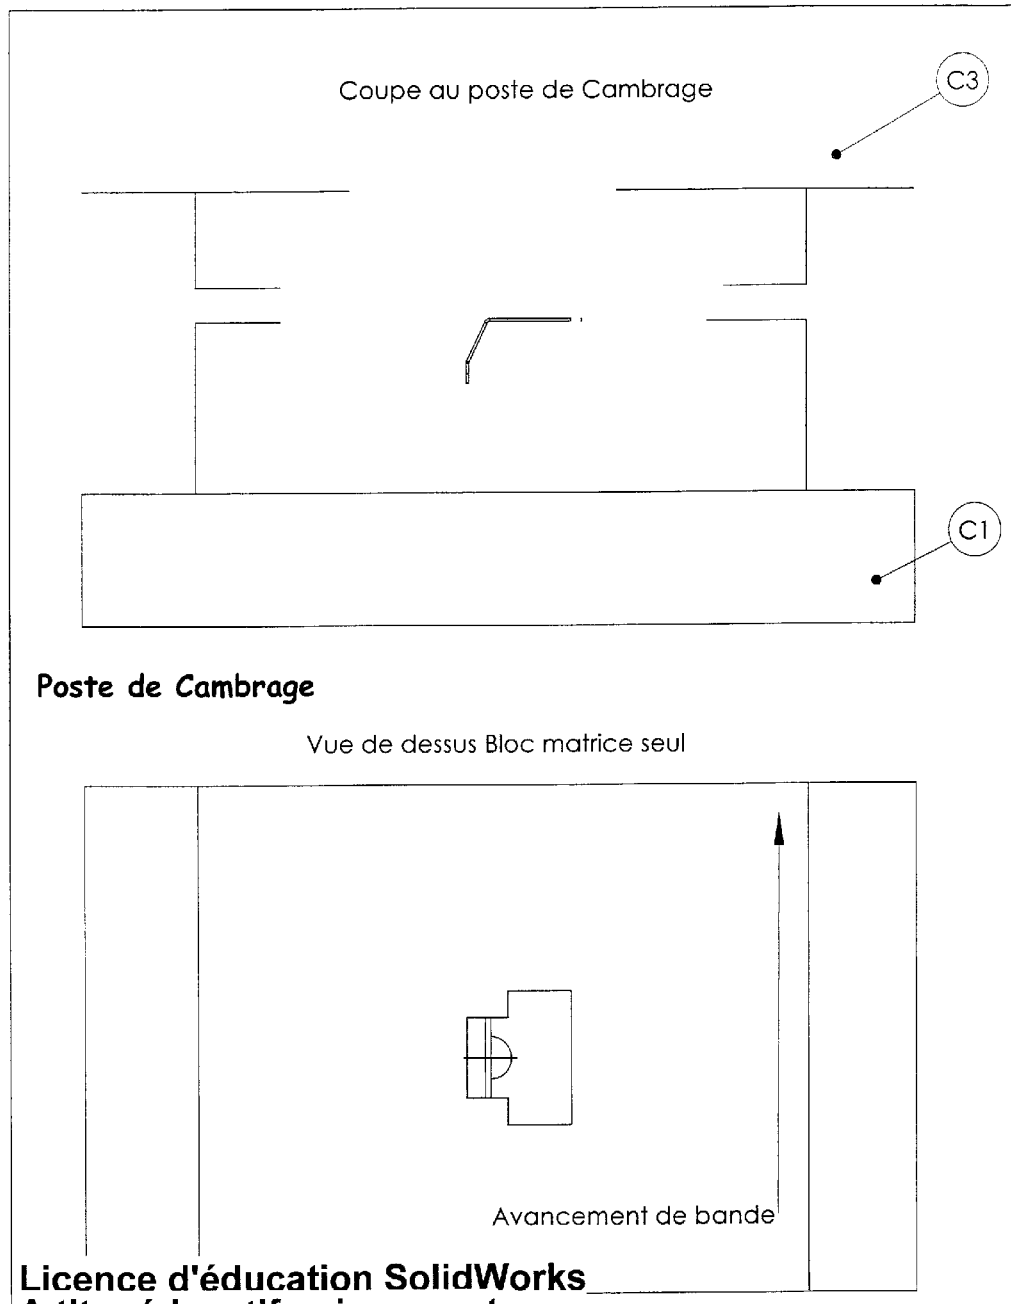 Coupe au poste de Cambrage
C3
C1
Poste de Cambrage
Vue de dessus Bloc matrice seul
Avancement de bande
Licence d'éducation SolidWorks